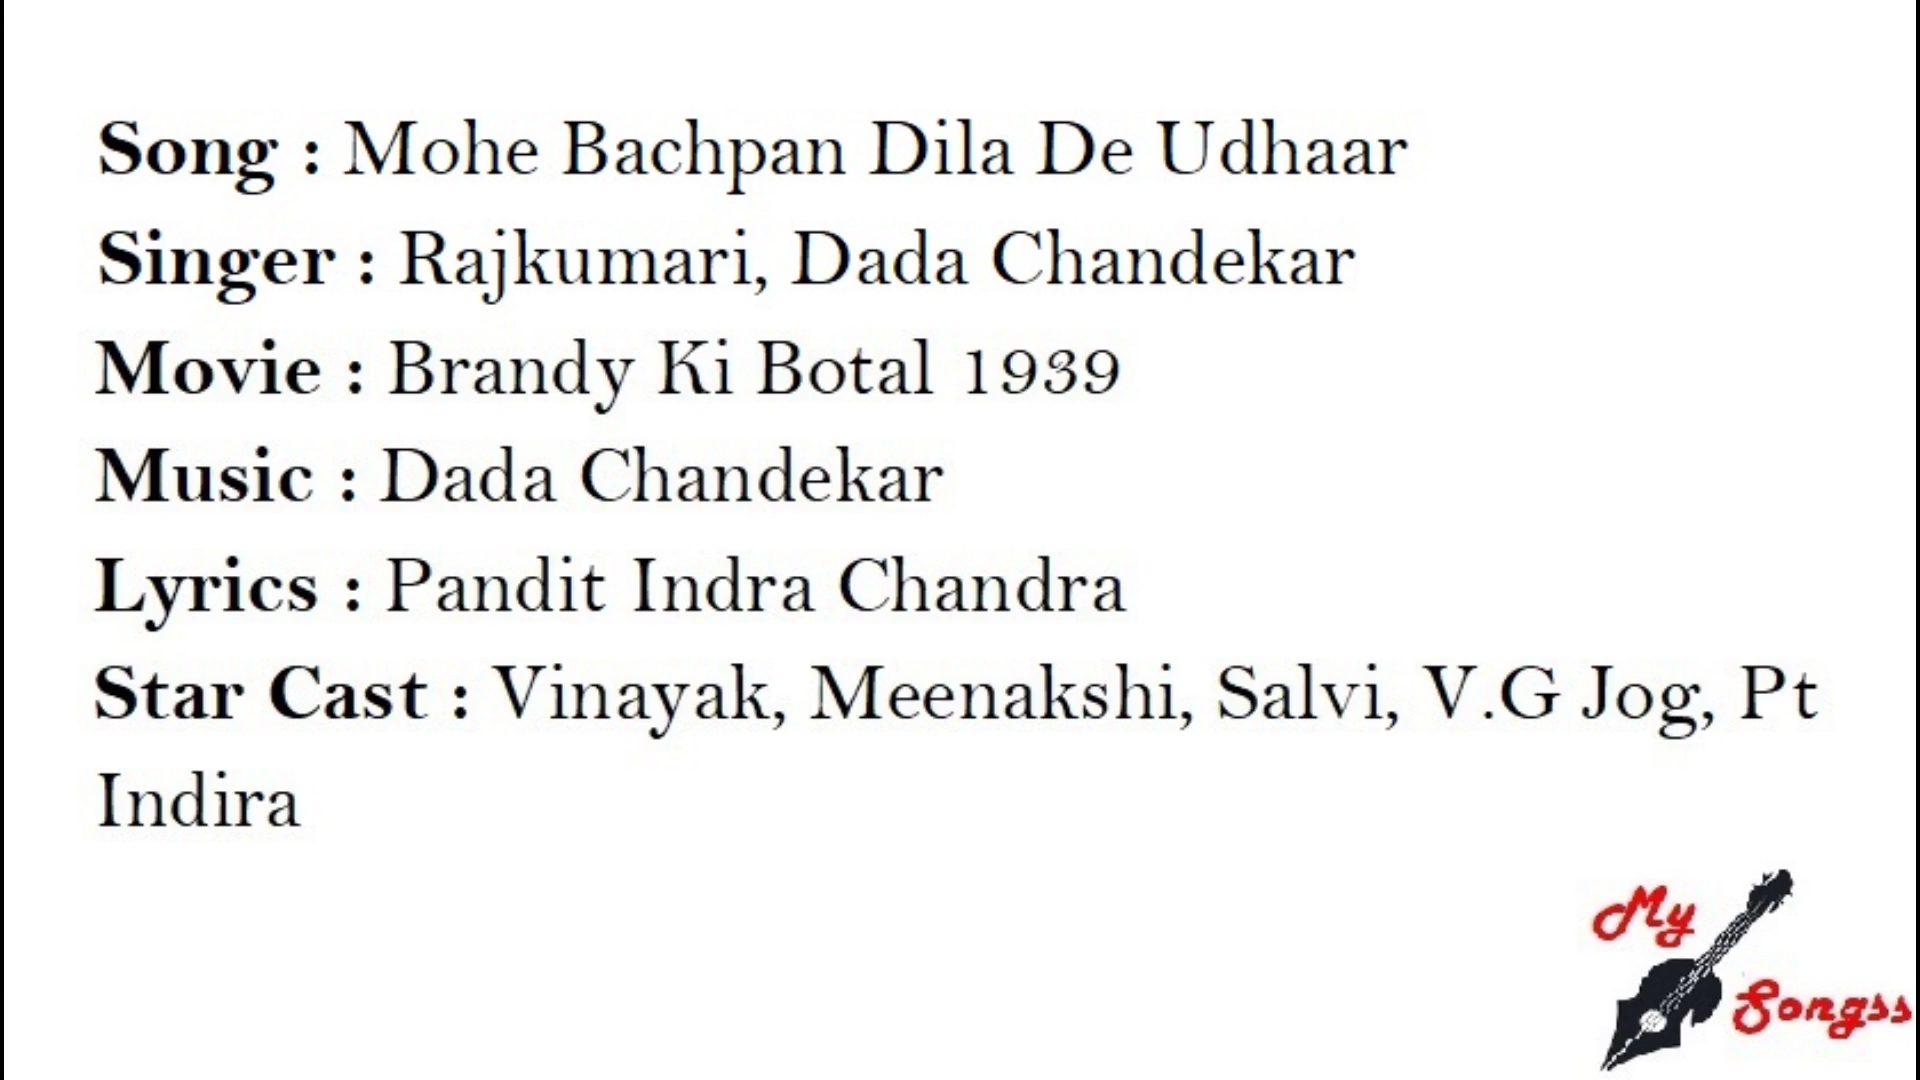 Song : Mohe Bachpan Dila De Udhaar
Singer : Rajkumari, Dada Chandekar
Movie : Brandy Ki Botal 1939
Music : Dada Chandekar
Lyrics : Pandit Indra Chandra
Star Cast : Vinayak, Meenakshi, Salvi, V.G Jog, Pt
Indira
My
Songss